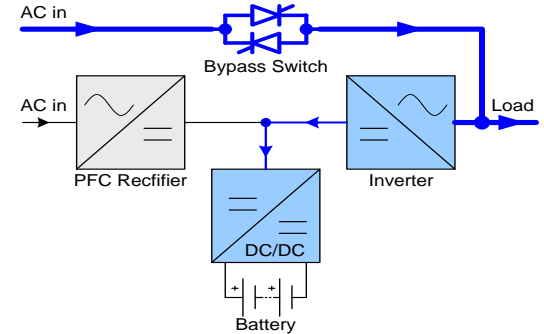 AC in
Bypass Switch
AC in
Load
PFC Recfifier
Inverter
DC/DC
+
+
Battery